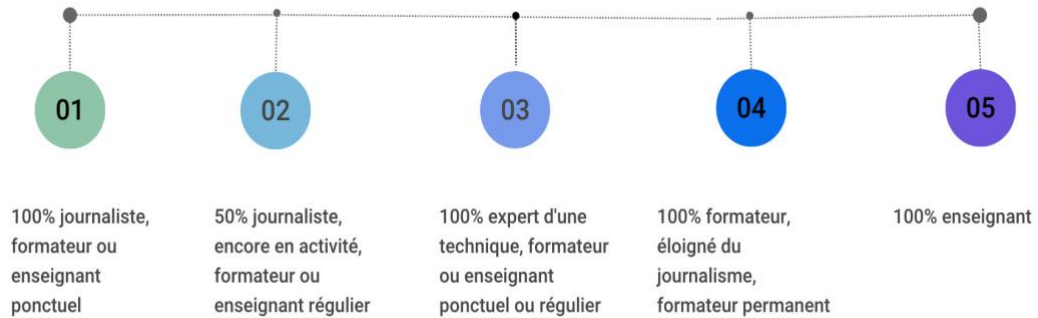 01
02
03
04
05
100% journaliste,
formateur ou
enseignant
ponctuel
50% journaliste,
encore en activité,
formateur ou
enseignant régulier
100% expert d'une
technique, formateur
ou enseignant
ponctuel ou régulier
100% formateur,
éloigné du
journalisme,
formateur permanent
100% enseignant